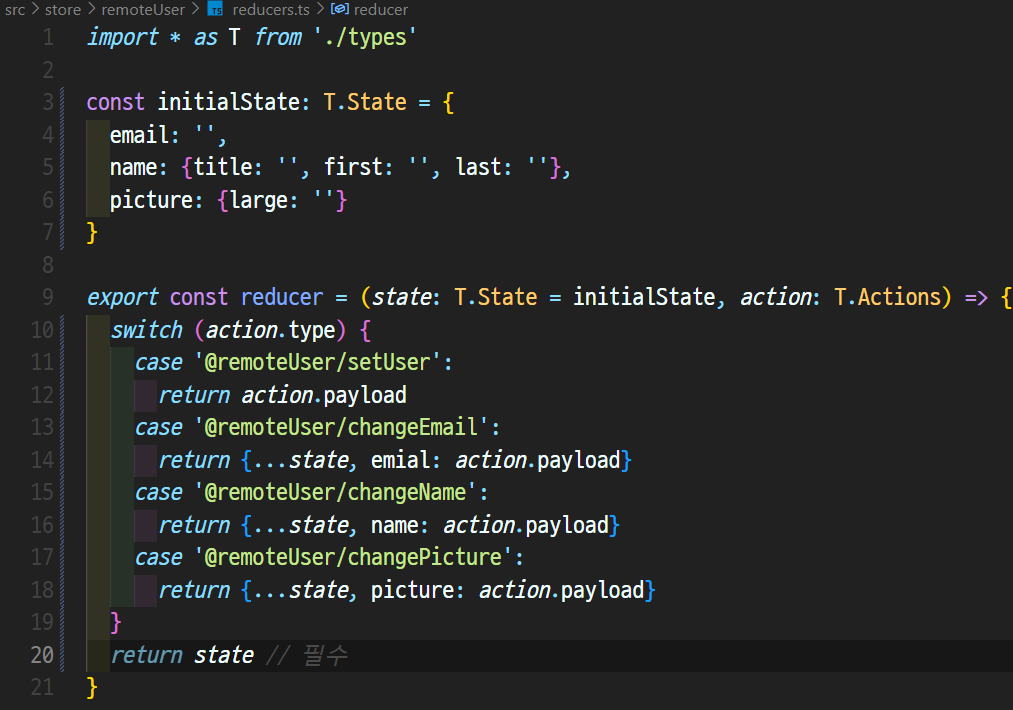 src > store > remoteUser > TS reducers.ts > reducer
1 import * as T from './types'
2
3 const initialState: T.State = {
4 email: '',
5 name: {title: '', first: '', last: ''},
6 picture: {large: ''}
7 }
8
9 export const reducer = (state: T.State = initialState, action: T.Actions) => {
10 switch (action.type) {
11 case '@remoteUser/setUser':
12 return action.payload
13 case '@remoteUser/changeEmail':
14 return {...state, emial: action.payload}
15 case '@remoteUser/changeName':
16 return {...state, name: action.payload}
17 case '@remoteUser/changePicture':
18 return {...state, picture: action.payload}
19 }
20 return state // 필수
21 }